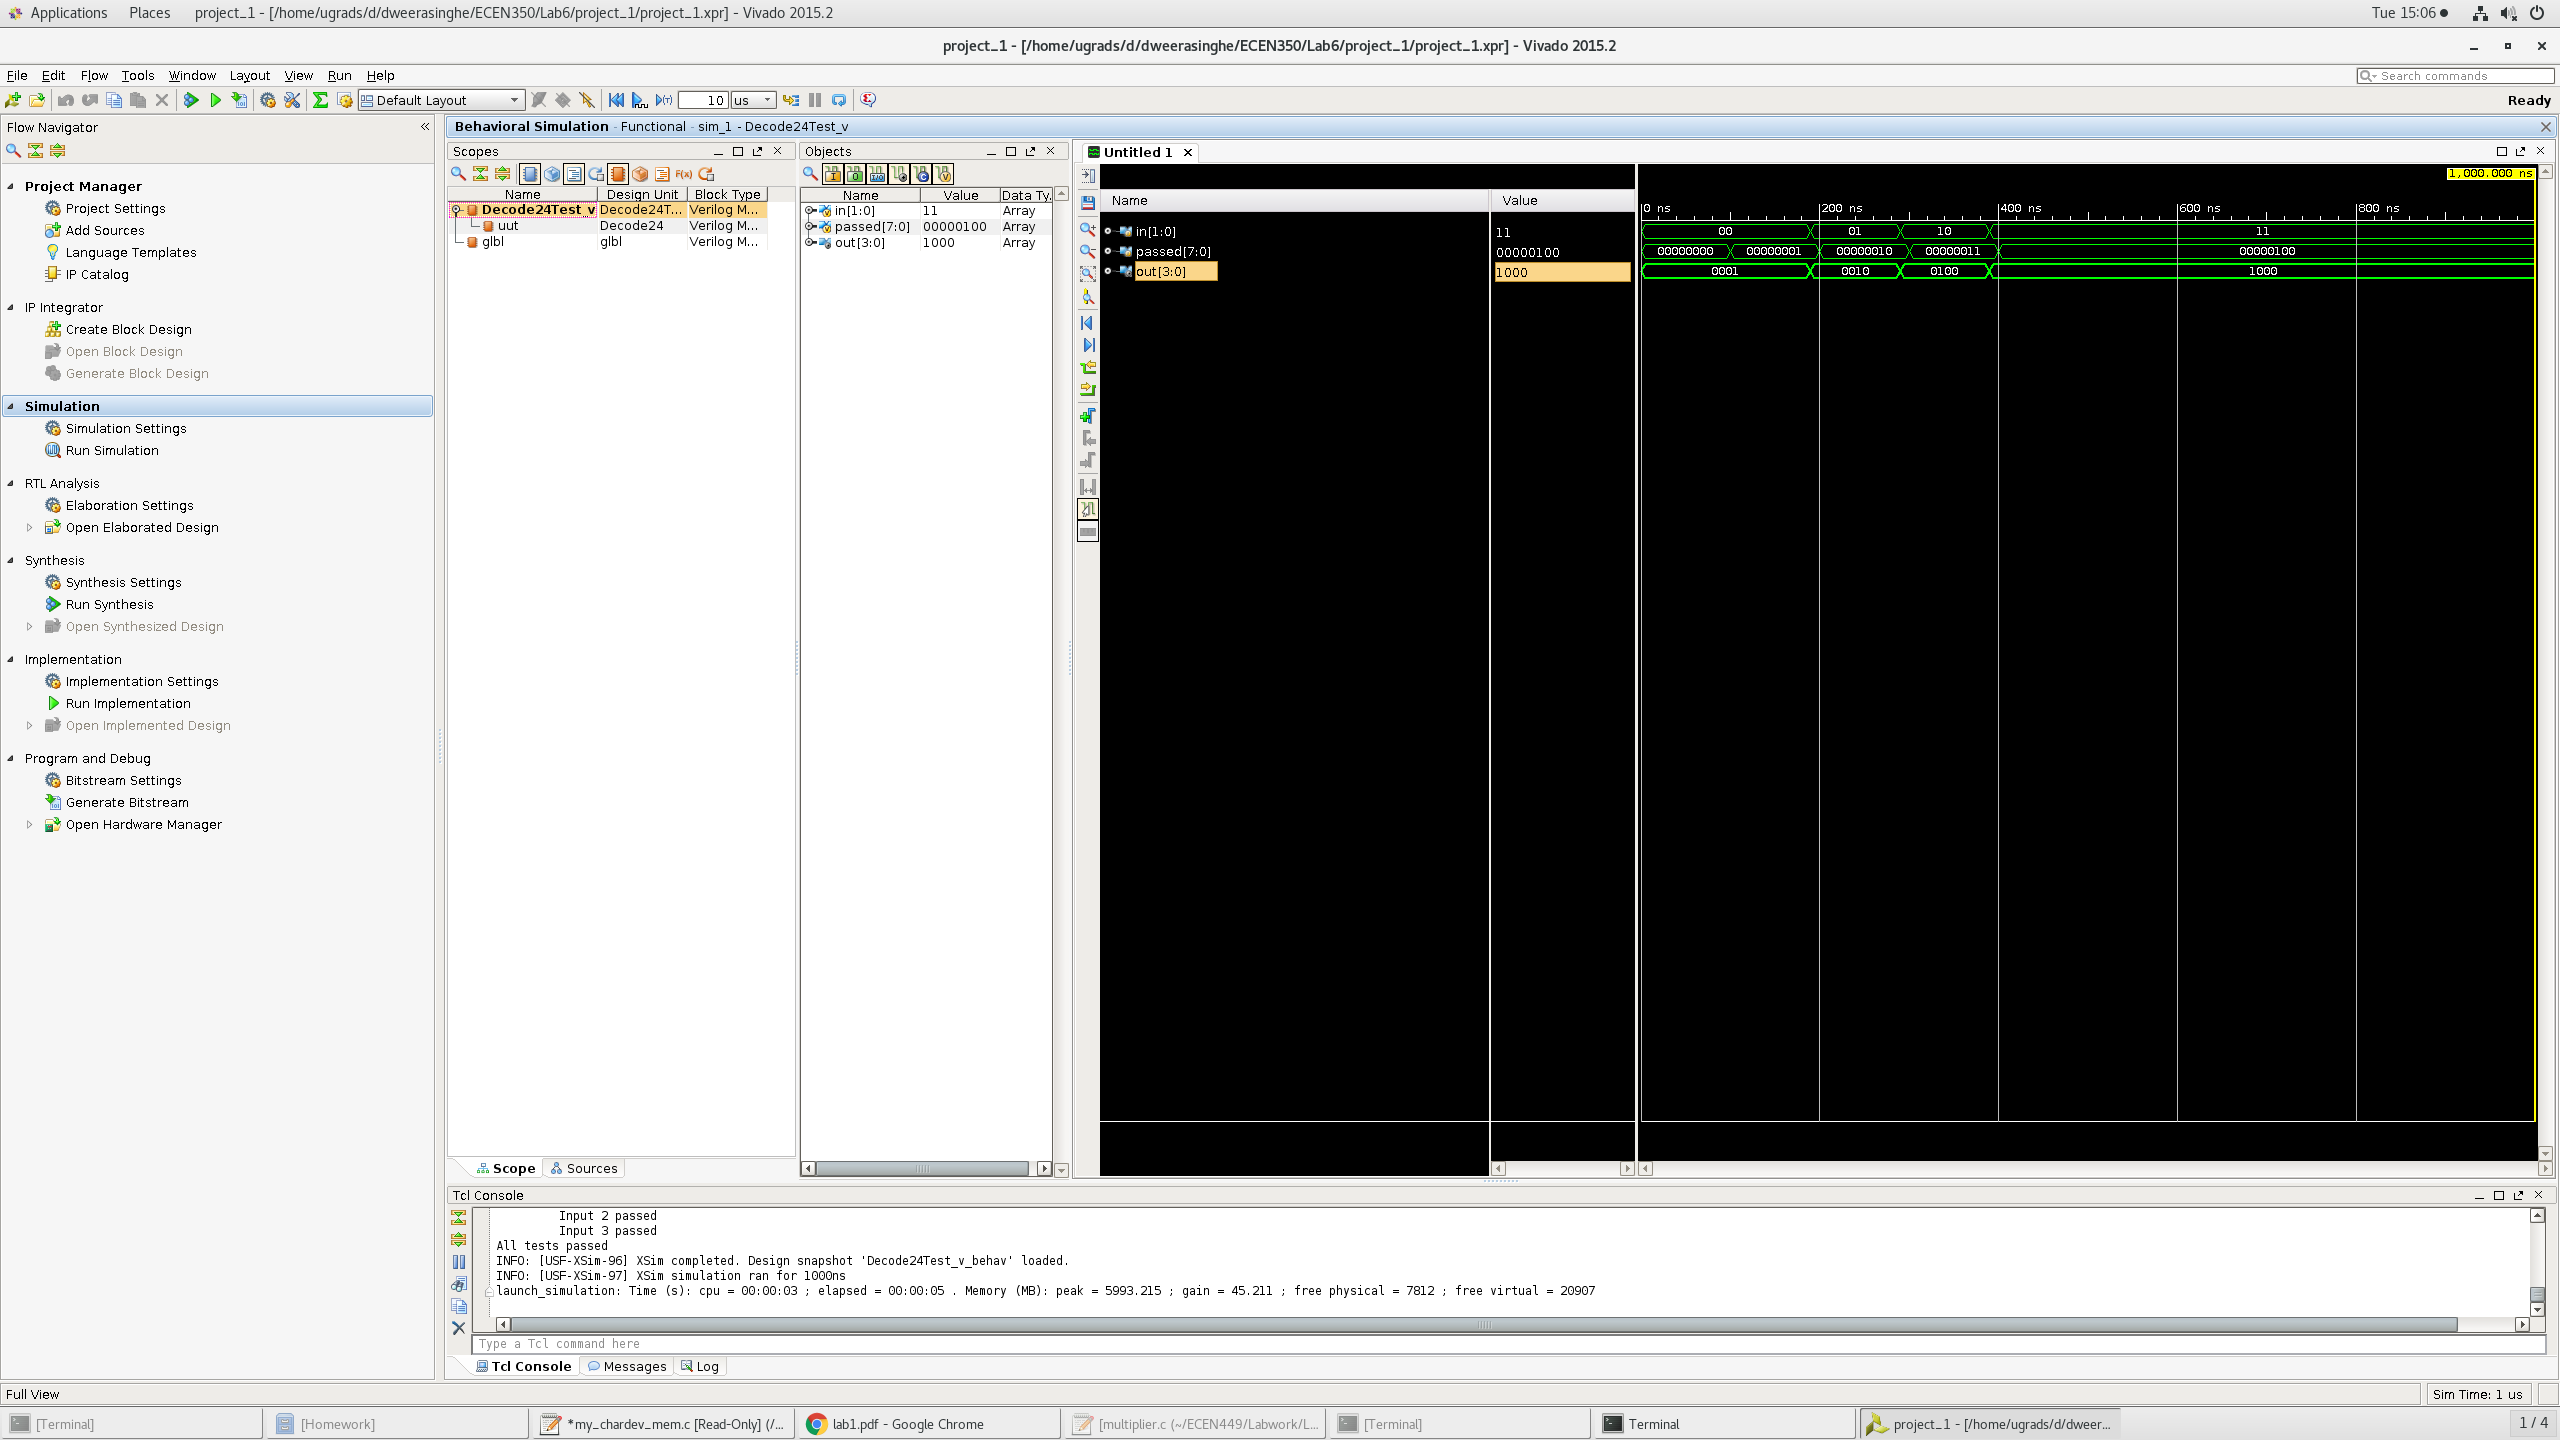 Applications Places project_1 - [/home/ugrads/d/dweerasinghe/ECEN350/Lab6/project_1/project_1.xpr] - Vivado 2015.2 Tue 15:06
project_1 - [/home/ugrads/d/dweerasinghe/ECEN350/Lab6/project_1/project_1.xpr] - Vivado 2015.2
File Edit Flow Tools Window Layout View Run Help Search commands
Default Layout 10 us Ready
Flow Navigator
Project Manager
Project Settings
Add Sources
Language Templates
IP Catalog
IP Integrator
Create Block Design
Open Block Design
Generate Block Design
Simulation
Simulation Settings
Run Simulation
RTL Analysis
Elaboration Settings
Open Elaborated Design
Synthesis
Synthesis Settings
Run Synthesis
Open Synthesized Design
Implementation
Implementation Settings
Run Implementation
Open Implemented Design
Program and Debug
Bitstream Settings
Generate Bitstream
Open Hardware Manager
Behavioral Simulation - Functional - sim_1 - Decode24Test_v
Scopes
F(x)
Name Design Unit Block Type
Decode24Test_v Decode24T... Verilog M...
uut Decode24 Verilog M...
glbl glbl Verilog M...
Scope Sources
Objects
Name Value Data Ty.
in[1:0] 11 Array
passed[7:0] 00000100 Array
out[3:0] 1000 Array
Untitled 1
1,000.000 ns
Name Value
0 ns 200 ns 400 ns 600 ns 800 ns
in[1:0] 11 00 01 10 11
passed[7:0] 00000100 00000000 00000001 00000010 00000011 00000100
out[3:0] 1000 0001 0010 0100 1000
Tcl Console
Input 2 passed
Input 3 passed
All tests passed
INFO: [USF-XSim-96] XSim completed. Design snapshot 'Decode24Test_v_behav' loaded.
INFO: [USF-XSim-97] XSim simulation ran for 1000ns
launch_simulation: Time (s): cpu = 00:00:03 ; elapsed = 00:00:05 . Memory (MB): peak = 5993.215 ; gain = 45.211 ; free physical = 7812 ; free virtual = 20907
Type a Tcl command here
Tcl Console Messages Log
Full View Sim Time: 1 us
[Terminal] [Homework] *my_chardev_mem.c [Read-Only] (/... lab1.pdf - Google Chrome [multiplier.c (~/ECEN449/Labwork/L... [Terminal] Terminal project_1 - [/home/ugrads/d/dweer... 1 / 4